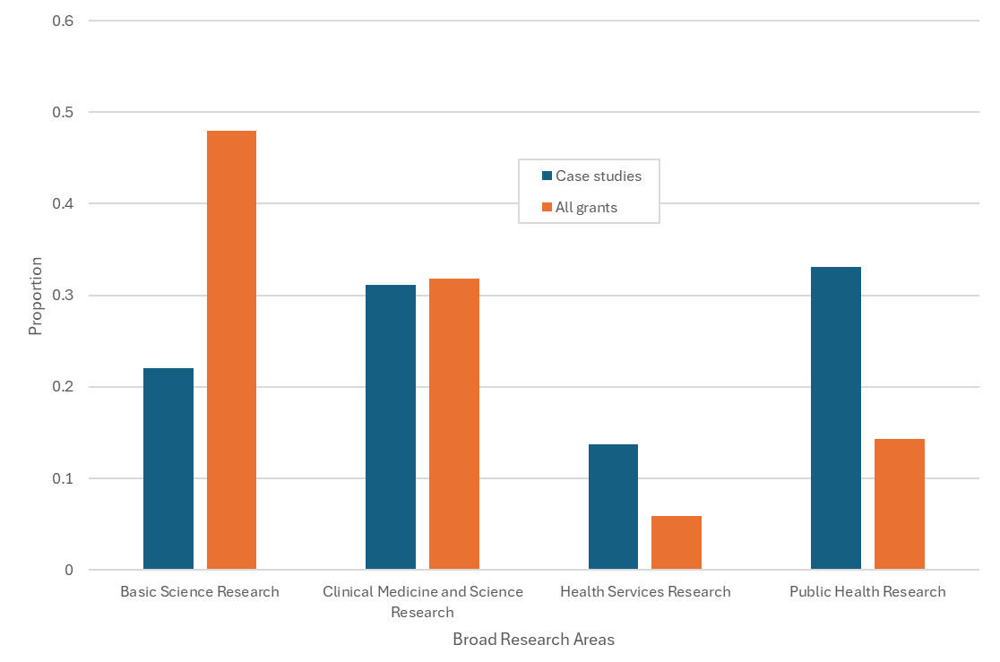 0.6
0.5
0.4
0.3
0.2
0.1
0
Proportion
Case studies
All grants
Basic Science Research
Clinical Medicine and Science
Research
Health Services Research
Public Health Research
Broad Research Areas